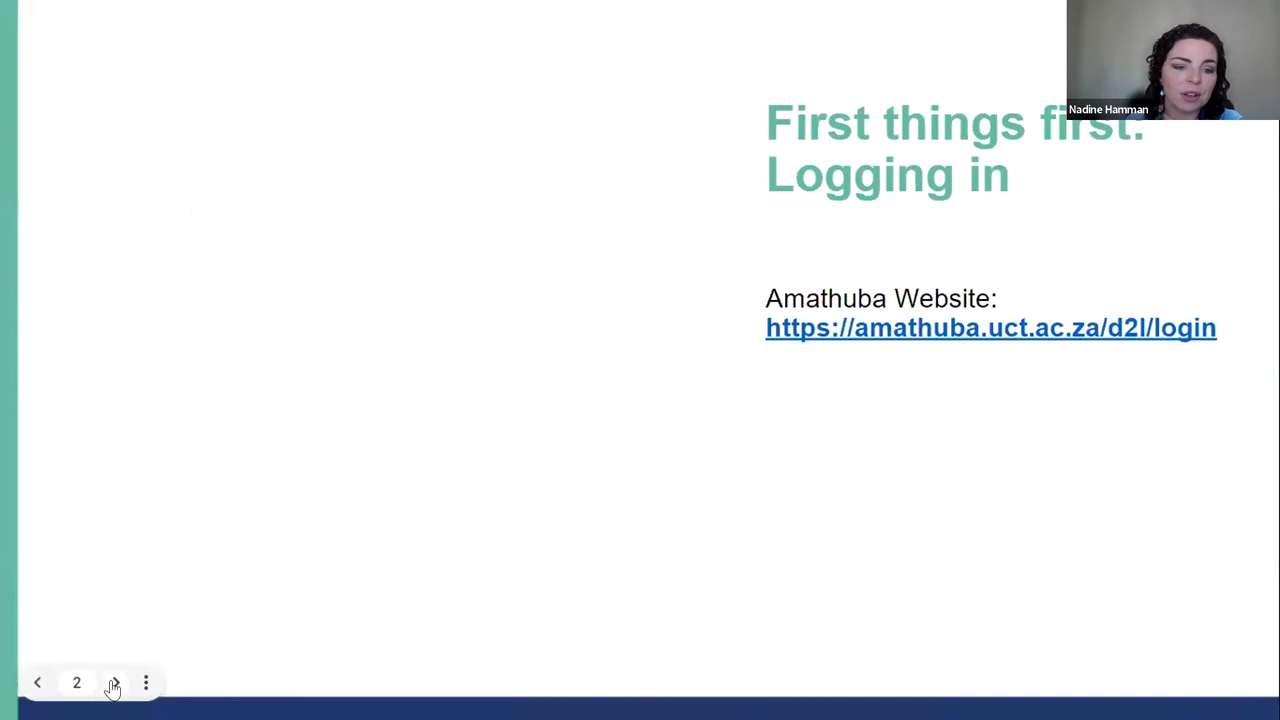 Nadine Hamman
First things first:
Logging in
Amathuba Website:
https://amathuba.uct.ac.za/d2l/login
2